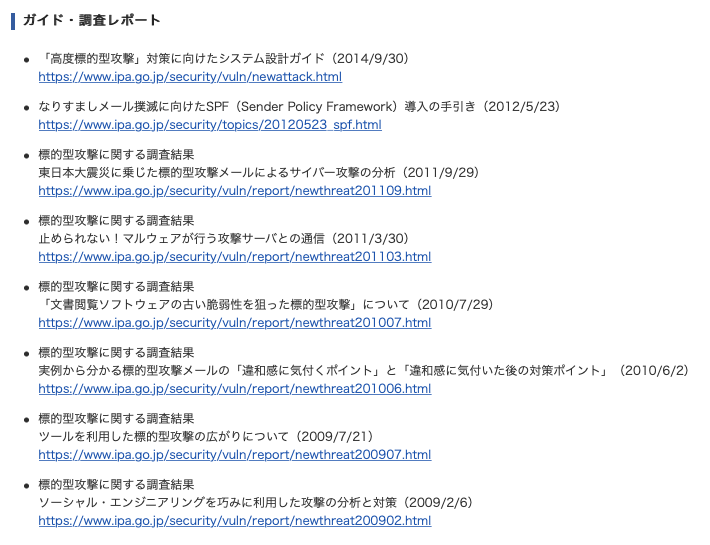 ガイド・調査レポート
● 「高度標的型攻撃」対策に向けたシステム設計ガイド（2014/9/30）
https://www.ipa.go.jp/security/vuln/newattack.html
● なりすましメール撲滅に向けたSPF（Sender Policy Framework）導入の手引き（2012/5/23）
https://www.ipa.go.jp/security/topics/20120523_spf.html
● 標的型攻撃に関する調査結果
東日本大震災に乗じた標的型攻撃メールによるサイバー攻撃の分析（2011/9/29）
https://www.ipa.go.jp/security/vuln/report/newthreat201109.html
● 標的型攻撃に関する調査結果
止められない！マルウェアが行う攻撃サーバとの通信（2011/3/30）
https://www.ipa.go.jp/security/vuln/report/newthreat201103.html
● 標的型攻撃に関する調査結果
「文書閲覧ソフトウェアの古い脆弱性を狙った標的型攻撃」について（2010/7/29）
https://www.ipa.go.jp/security/vuln/report/newthreat201007.html
● 標的型攻撃に関する調査結果
実例から分かる標的型攻撃メールの「違和感に気付くポイント」と「違和感に気付いた後の対策ポイント」（2010/6/2）
https://www.ipa.go.jp/security/vuln/report/newthreat201006.html
● 標的型攻撃に関する調査結果
ツールを利用した標的型攻撃の広がりについて（2009/7/21）
https://www.ipa.go.jp/security/vuln/report/newthreat200907.html
● 標的型攻撃に関する調査結果
ソーシャル・エンジニアリングを巧みに利用した攻撃の分析と対策（2009/2/6）
https://www.ipa.go.jp/security/vuln/report/newthreat200902.html